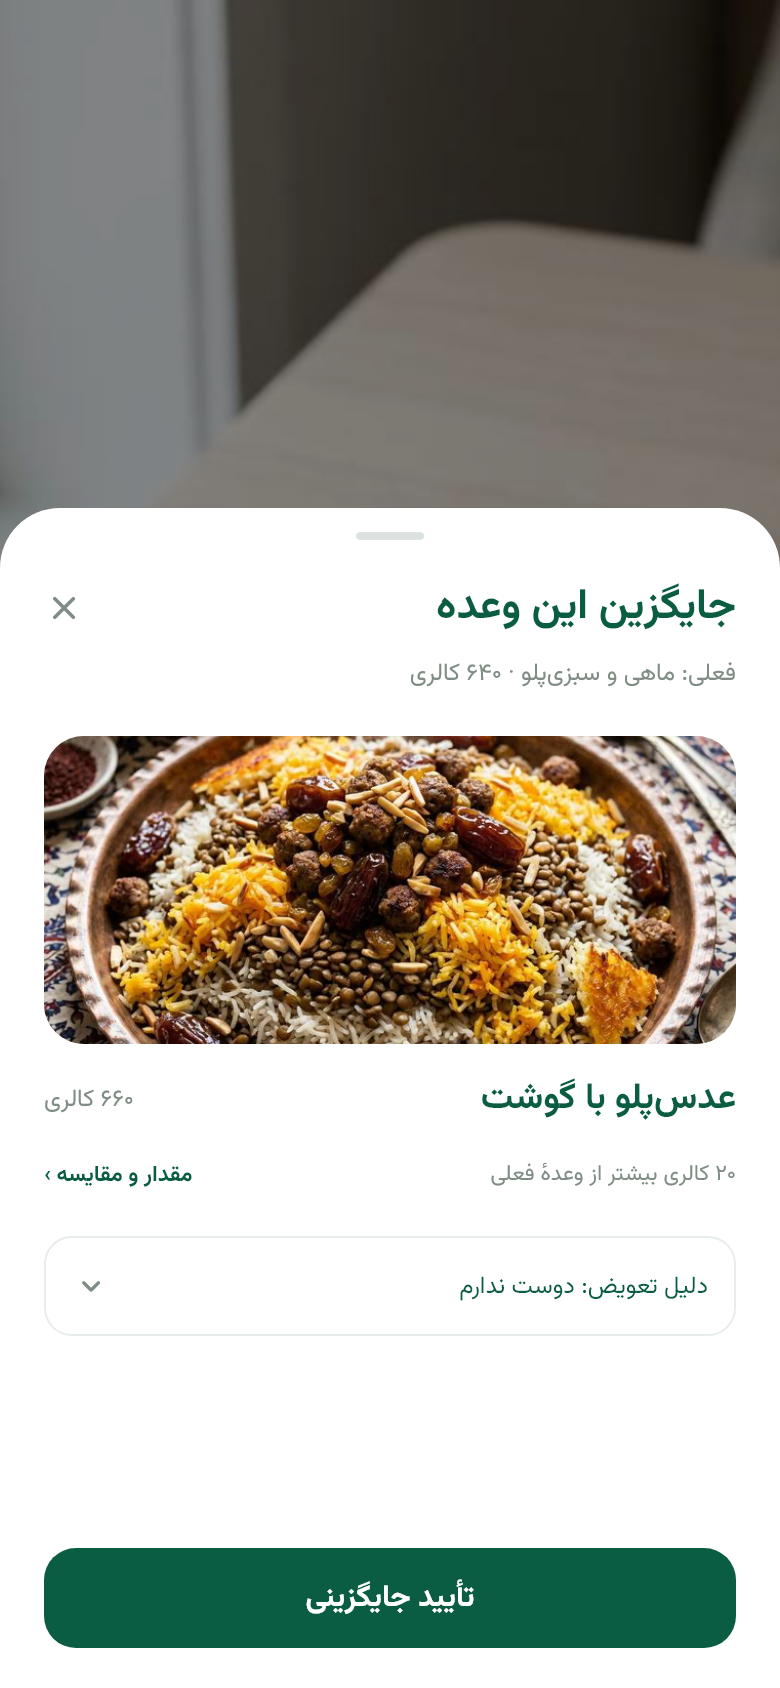 جایگزین این وعده
فعلی: ماهی و سبزی‌پلو · ۶۴۰ کالری
عدس‌پلو با گوشت
۶۶۰ کالری
۲۰ کالری بیشتر از وعدهٔ فعلی
مقدار و مقایسه ›
دلیل تعویض: دوست ندارم
تأیید جایگزینی